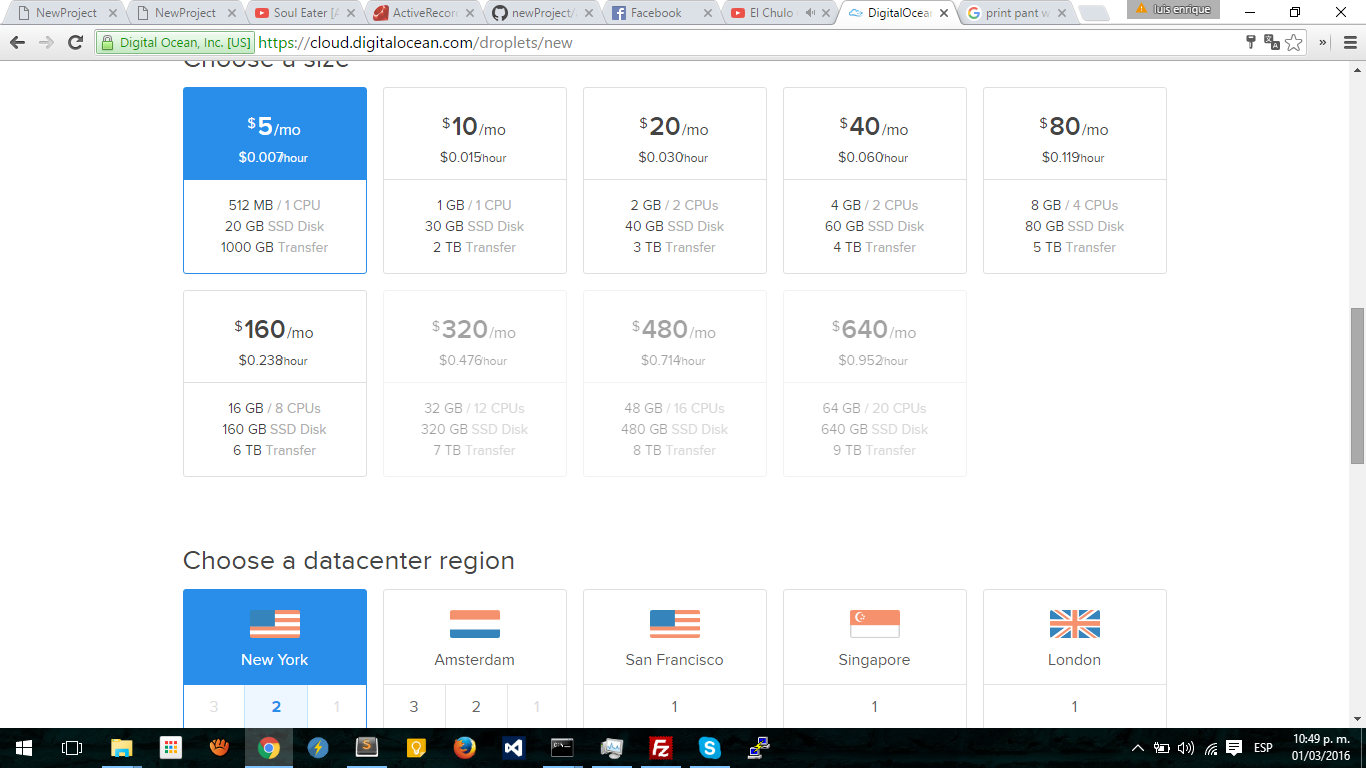 NewProject
NewProject
Soul Eater [A
ActiveRecor
newProject/
Facebook
El Chulo
DigitalOcea
print pant w
luis enrique
Digital Ocean, Inc. [US]
https://cloud.digitalocean.com/droplets/new
Choose a size
$5/mo
$0.007/hour
512 MB / 1 CPU
20 GB SSD Disk
1000 GB Transfer
$10/mo
$0.015/hour
1 GB / 1 CPU
30 GB SSD Disk
2 TB Transfer
$20/mo
$0.030/hour
2 GB / 2 CPUs
40 GB SSD Disk
3 TB Transfer
$40/mo
$0.060/hour
4 GB / 2 CPUs
60 GB SSD Disk
4 TB Transfer
$80/mo
$0.119/hour
8 GB / 4 CPUs
80 GB SSD Disk
5 TB Transfer
$160/mo
$0.238/hour
16 GB / 8 CPUs
160 GB SSD Disk
6 TB Transfer
$320/mo
$0.476/hour
32 GB / 12 CPUs
320 GB SSD Disk
7 TB Transfer
$480/mo
$0.714/hour
48 GB / 16 CPUs
480 GB SSD Disk
8 TB Transfer
$640/mo
$0.952/hour
64 GB / 20 CPUs
640 GB SSD Disk
9 TB Transfer
Choose a datacenter region
New York
3 2 1
Amsterdam
3 2 1
San Francisco
1
Singapore
1
London
1
ESP
10:49 p. m.
01/03/2016